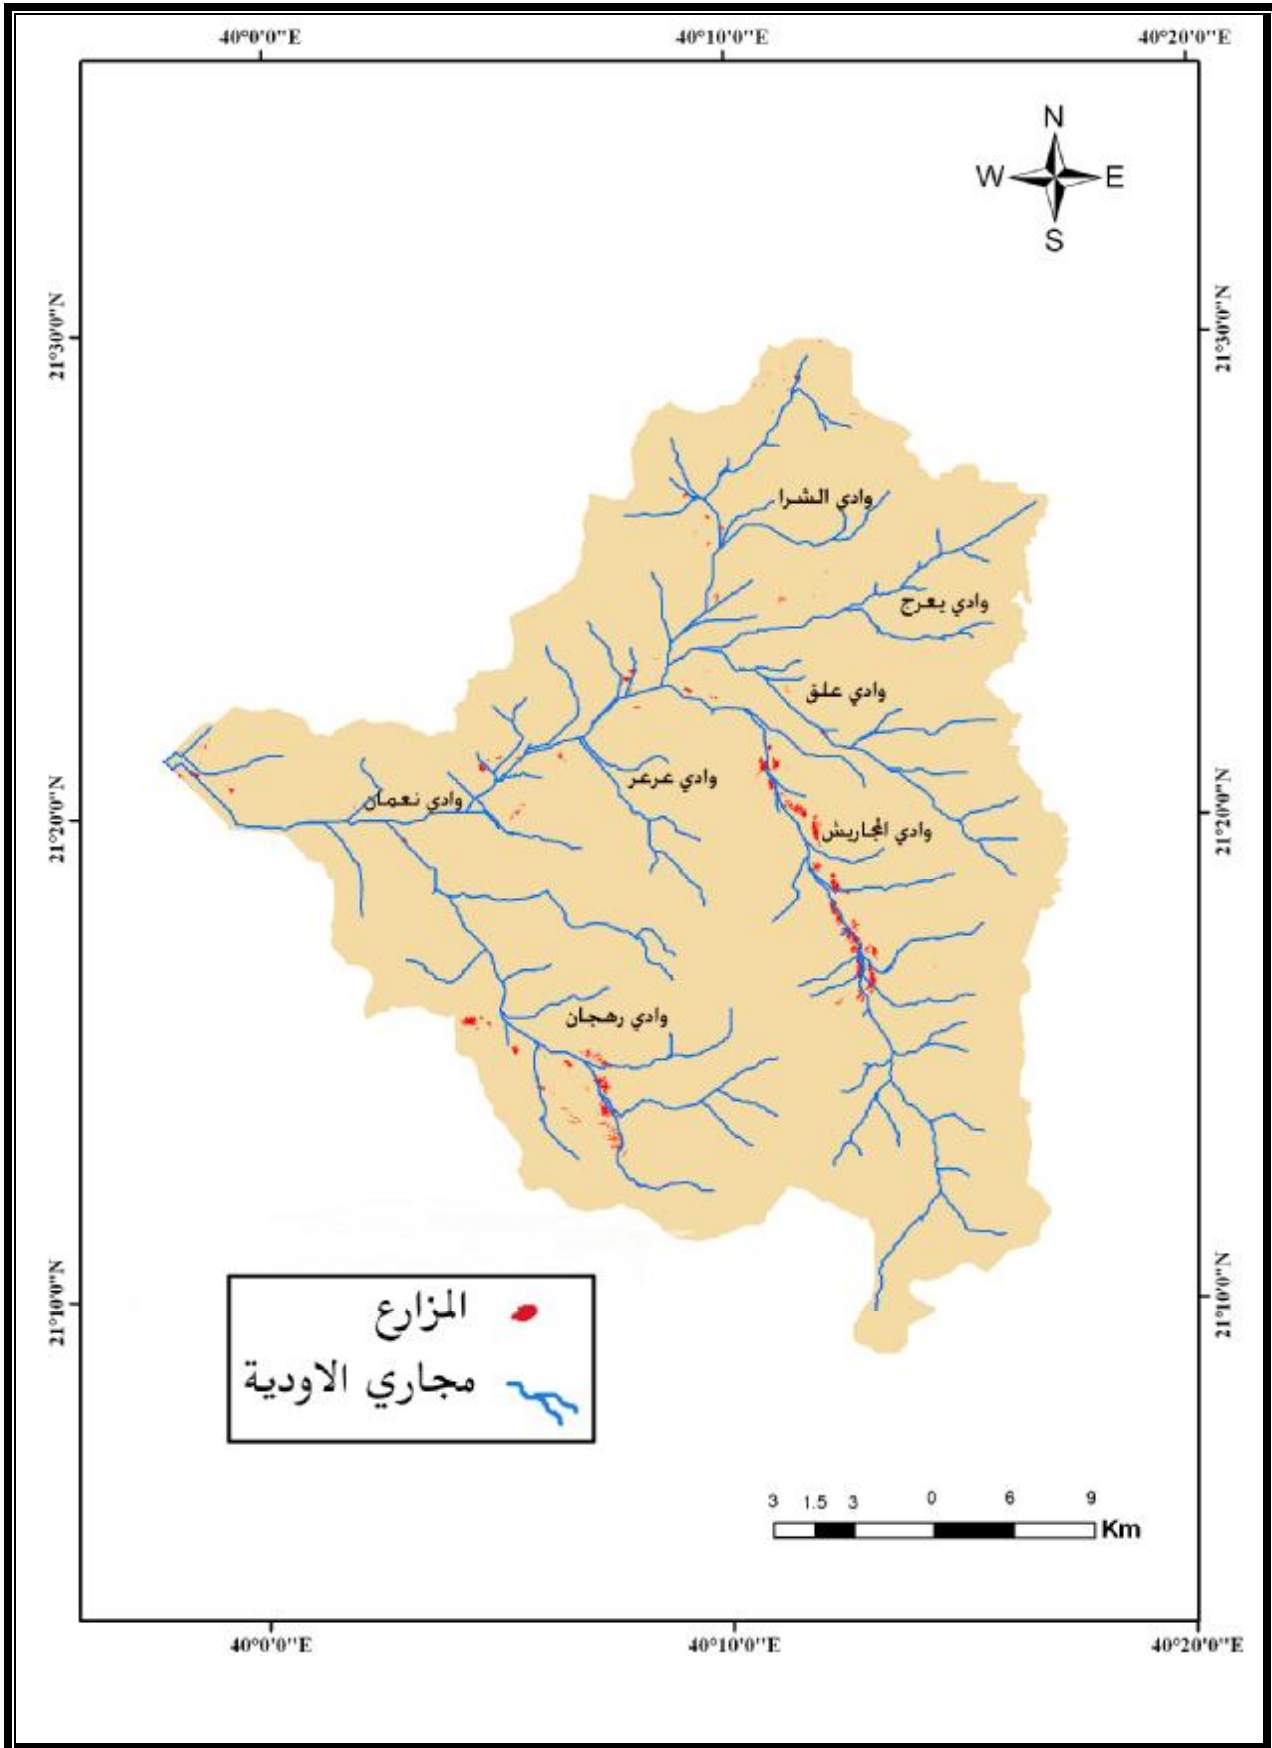 40°0'0"E 40°10'0"E 40°20'0"E
N
W E
S
21°30'0"N 21°30'0"N
وادي الشرا
وادي يعرج
وادي علق
وادي عرعر
وادي نعمان
21°20'0"N 21°20'0"N
وادي المجاريش
وادي رهجان
21°10'0"N 21°10'0"N
المزارع
مجاري الاودية
3 1.5 3 0 6 9
Km
40°0'0"E 40°10'0"E 40°20'0"E